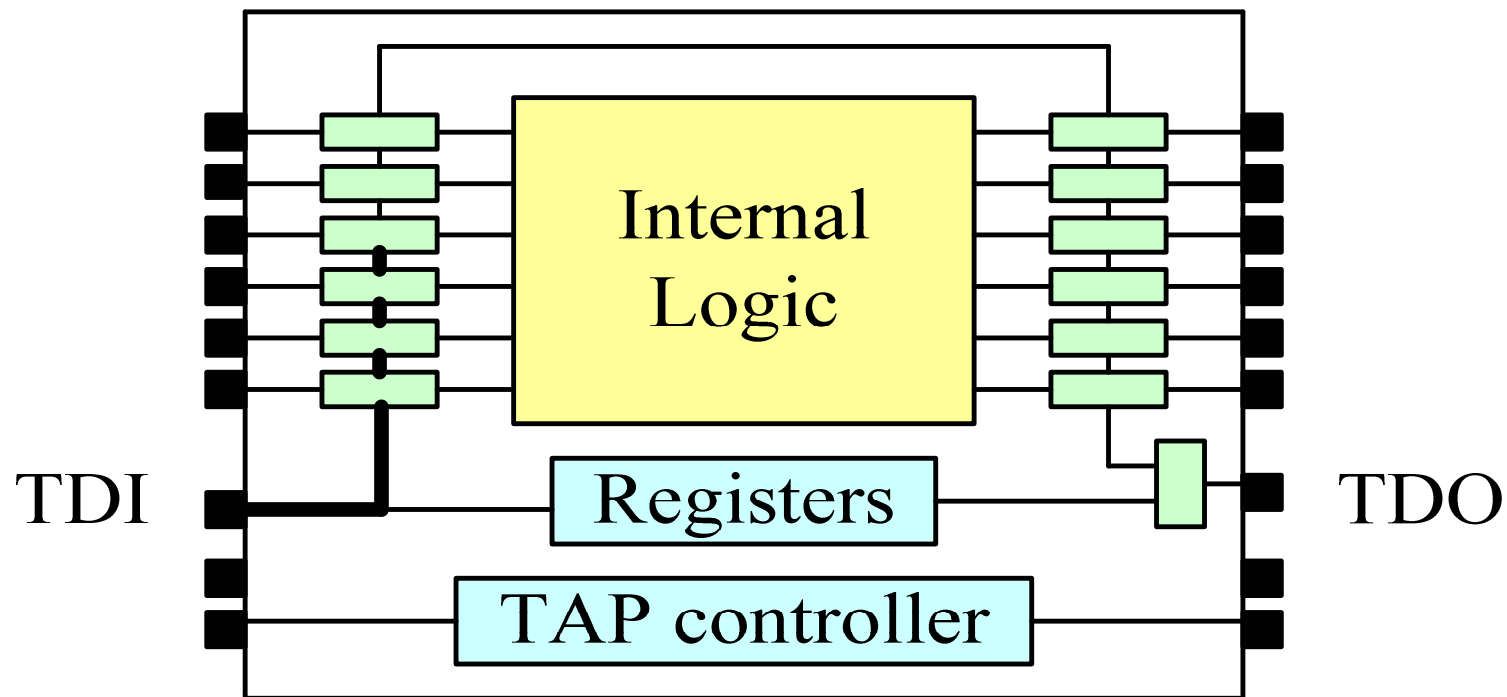 Internal
Logic
TDI
Registers
TDO
TAP controller